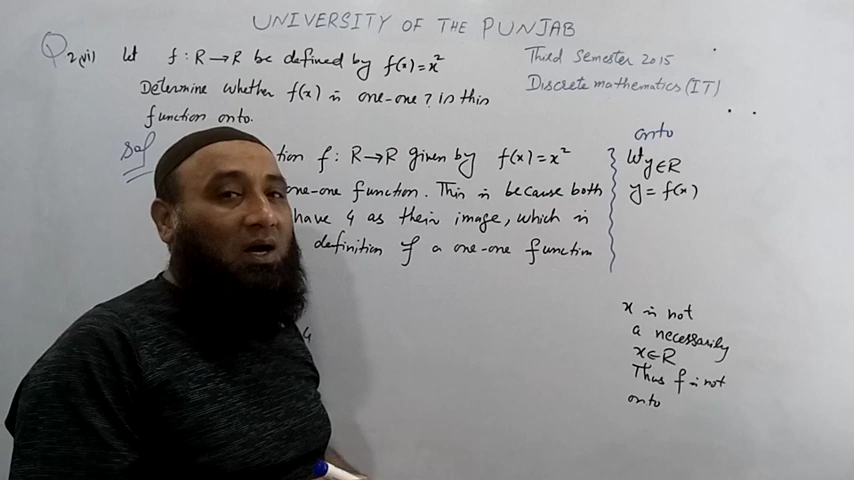 UNIVERSITY OF THE PUNJAB
Q2(vi) Let f : R → R be defined by f(x) = x²
Determine whether f(x) is one-one? Is this
function onto.
Third Semester 2015
Discrete mathematics (IT)
Sol
tion f : R → R given by f(x) = x²
one-one function. This is because both
have 4 as their image, which is
definition of a one-one function
4
onto
let y ∈ R
y = f(x)
x is not
a necessarily
x ∈ R
Thus f is not
onto